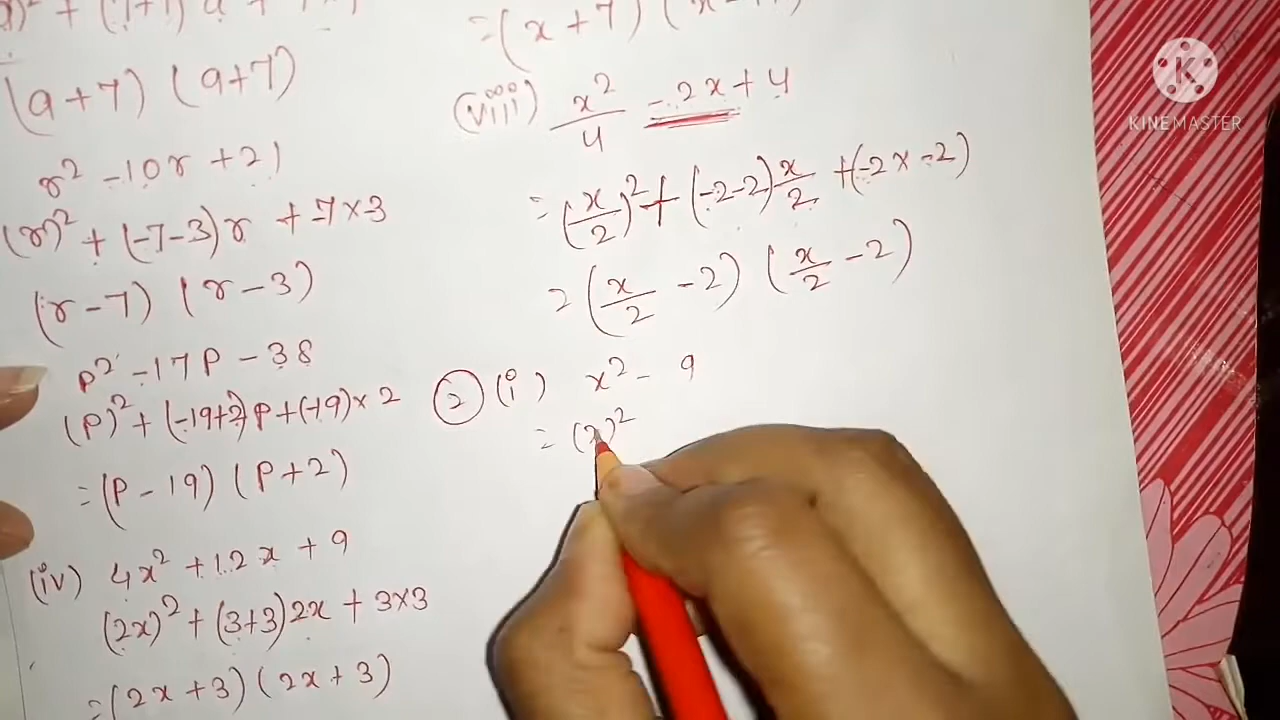 (a+7) (a+7)
r² -10r +21
(r)² + (-7-3)r + -7×3
(r-7) (r-3)
p² -17p -38
(p)² + (-19+2)p+(-19)×2
=(p-19) (p+2)
(iv) 4x² +12x + 9
(2x)² + (3+3)2x + 3×3
=(2x+3) (2x+3)
=(x+7)
(viii) x²/4 -2x+4
=(x/2)²+(-2-2)x/2 +(-2×-2)
=(x/2 -2) (x/2 -2)
2 (i) x² - 9
= (x)²
K
KINEMASTER